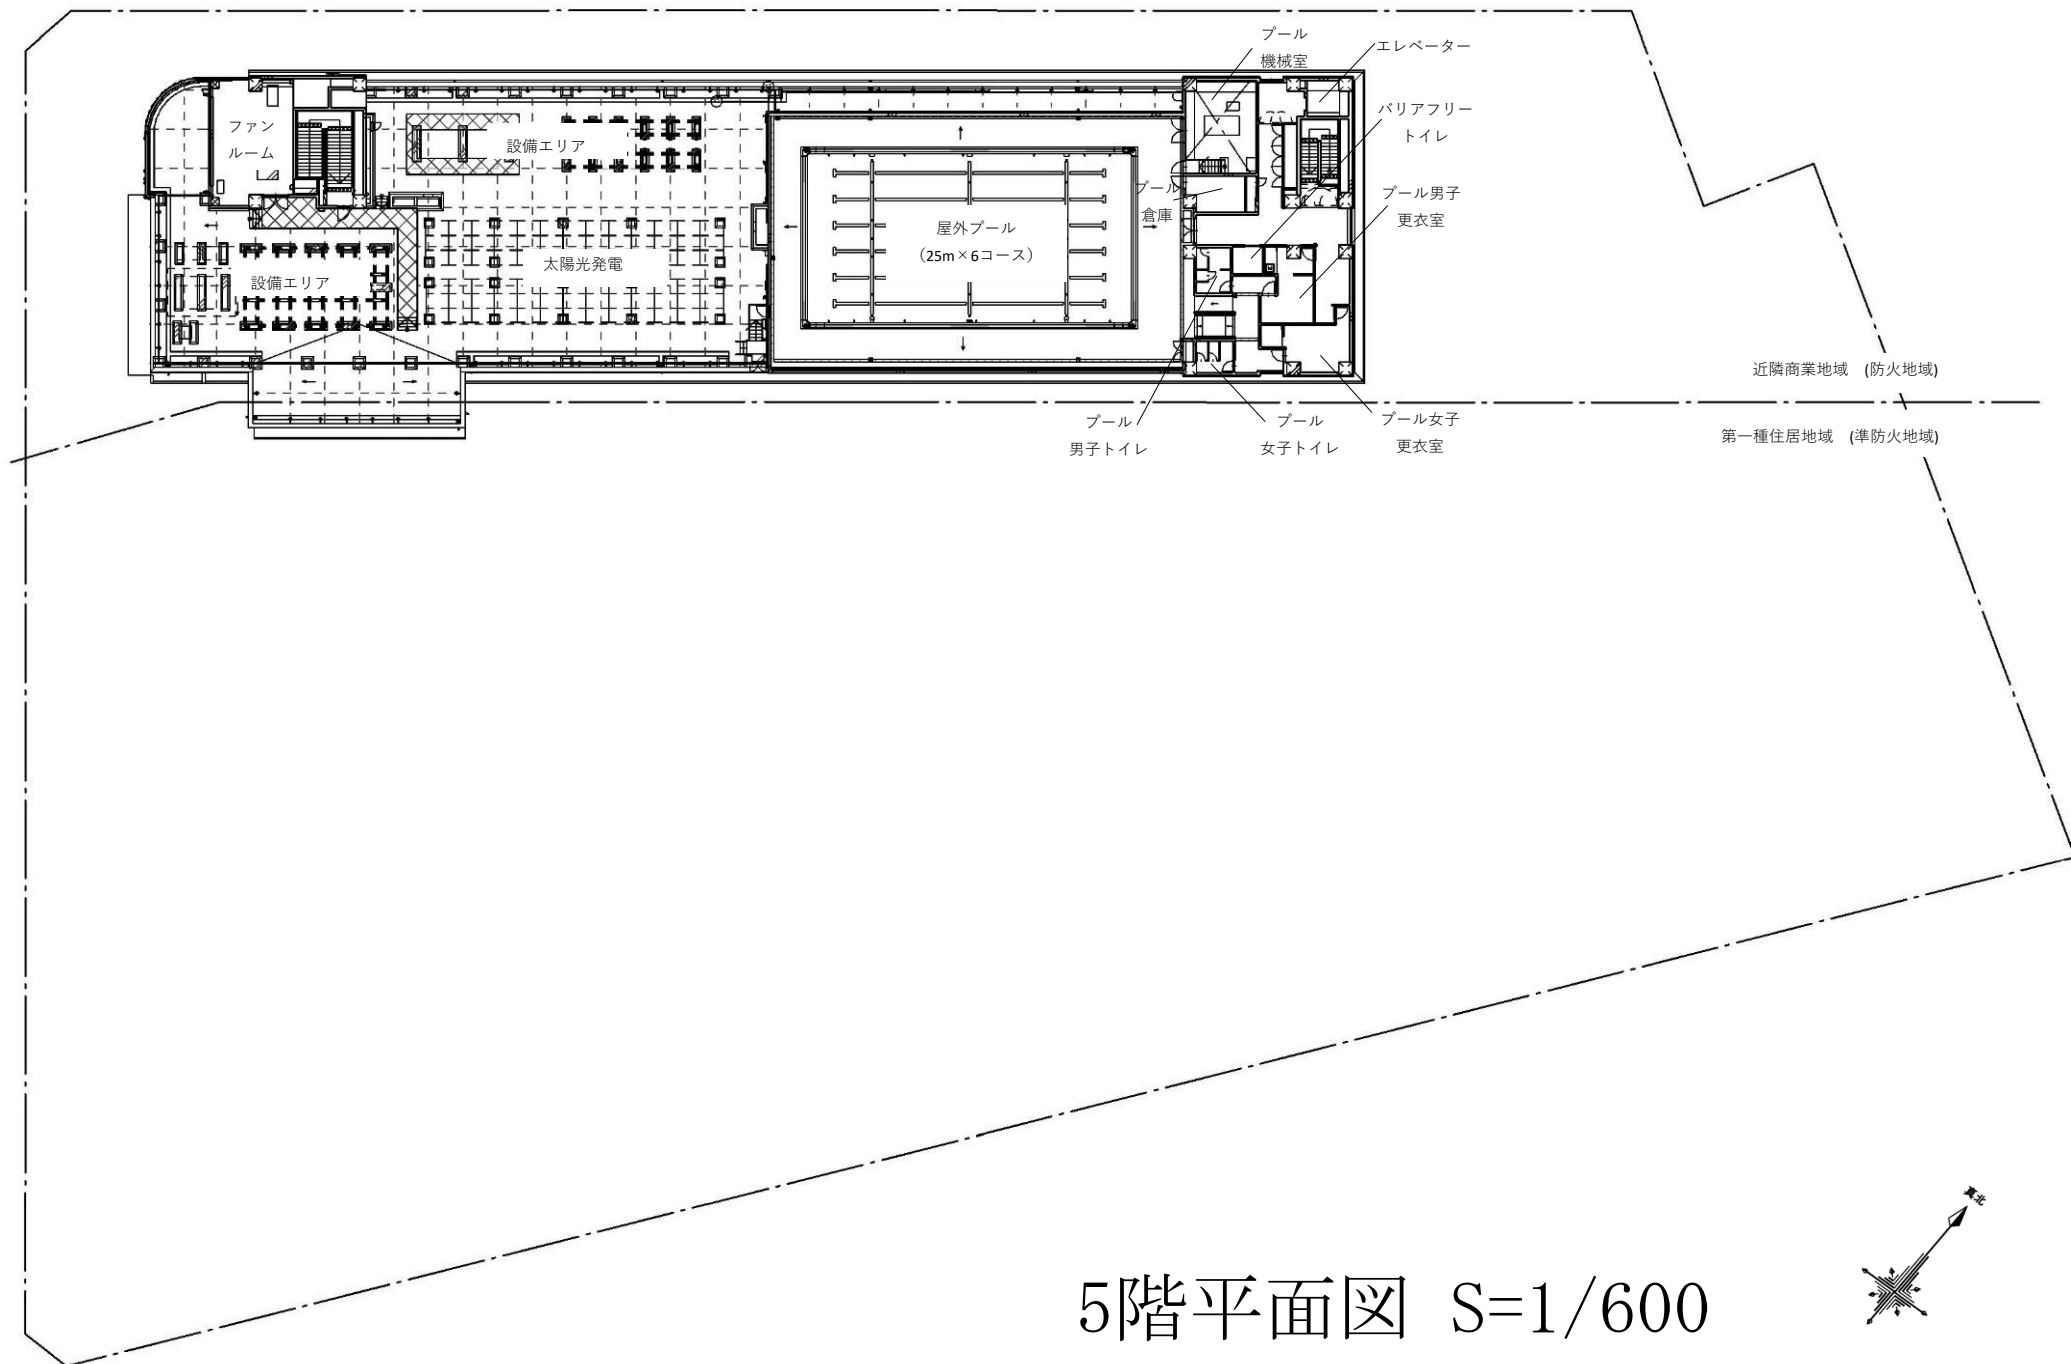 プール
機械室
エレベーター
バリアフリー
トイレ
ファン
ルーム
設備エリア
プール
倉庫
プール男子
更衣室
屋外プール
（25m×6コース）
太陽光発電
設備エリア
近隣商業地域　(防火地域)
プール
男子トイレ
プール
女子トイレ
プール女子
更衣室
第一種住居地域　(準防火地域)
真北
5階平面図 S=1/600